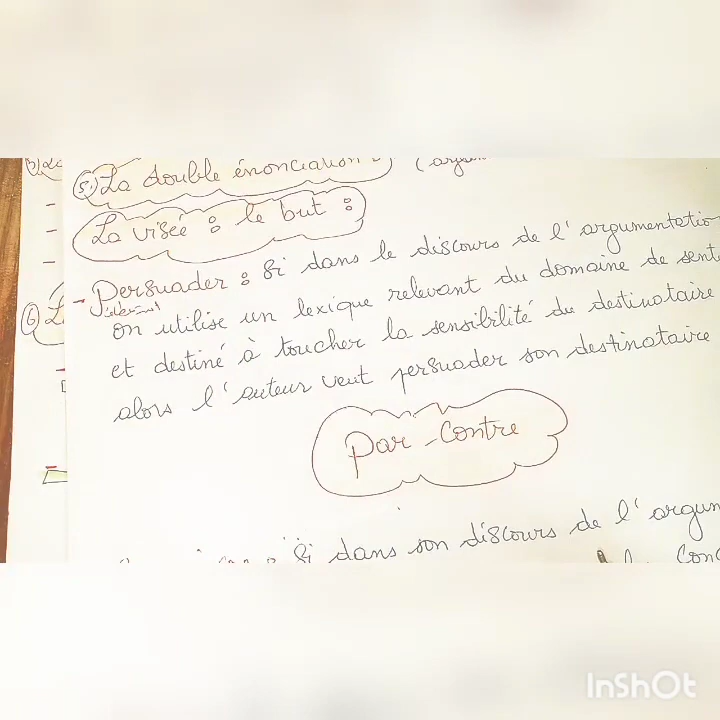 5) La double énonciation :
La visée : le but :
- Persuader : Si dans le discours de l'argumentatio
on utilise un lexique relevant du domaine de sent
et destiné à toucher la sensibilité du destinataire
alors l'auteur veut persuader son destinataire
6)
Par-contre
Si dans son discours de l'argum
conc
InShOt